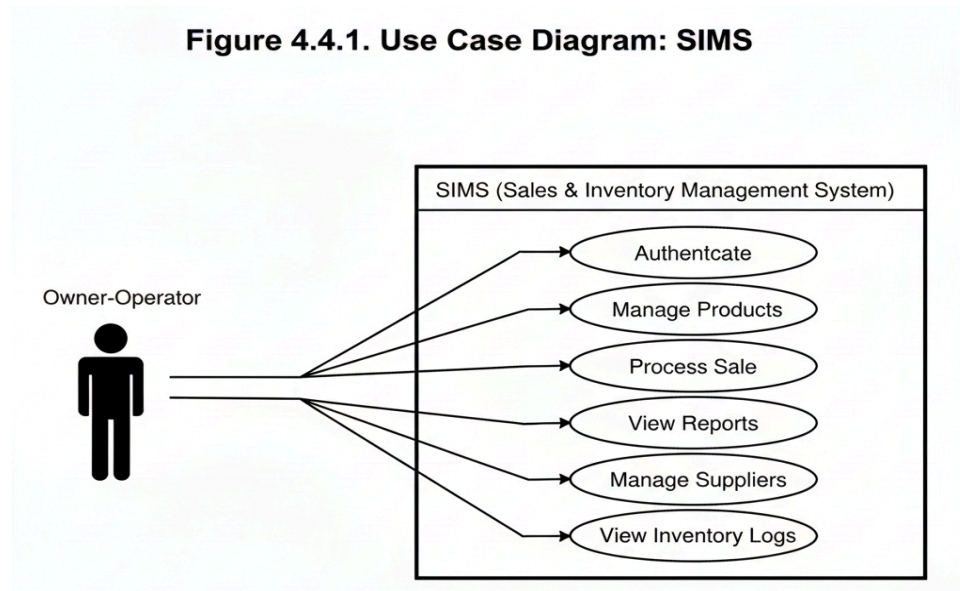 Figure 4.4.1. Use Case Diagram: SIMS
SIMS (Sales & Inventory Management System)
Authentcate
Owner-Operator
Manage Products
Process Sale
View Reports
Manage Suppliers
View Inventory Logs